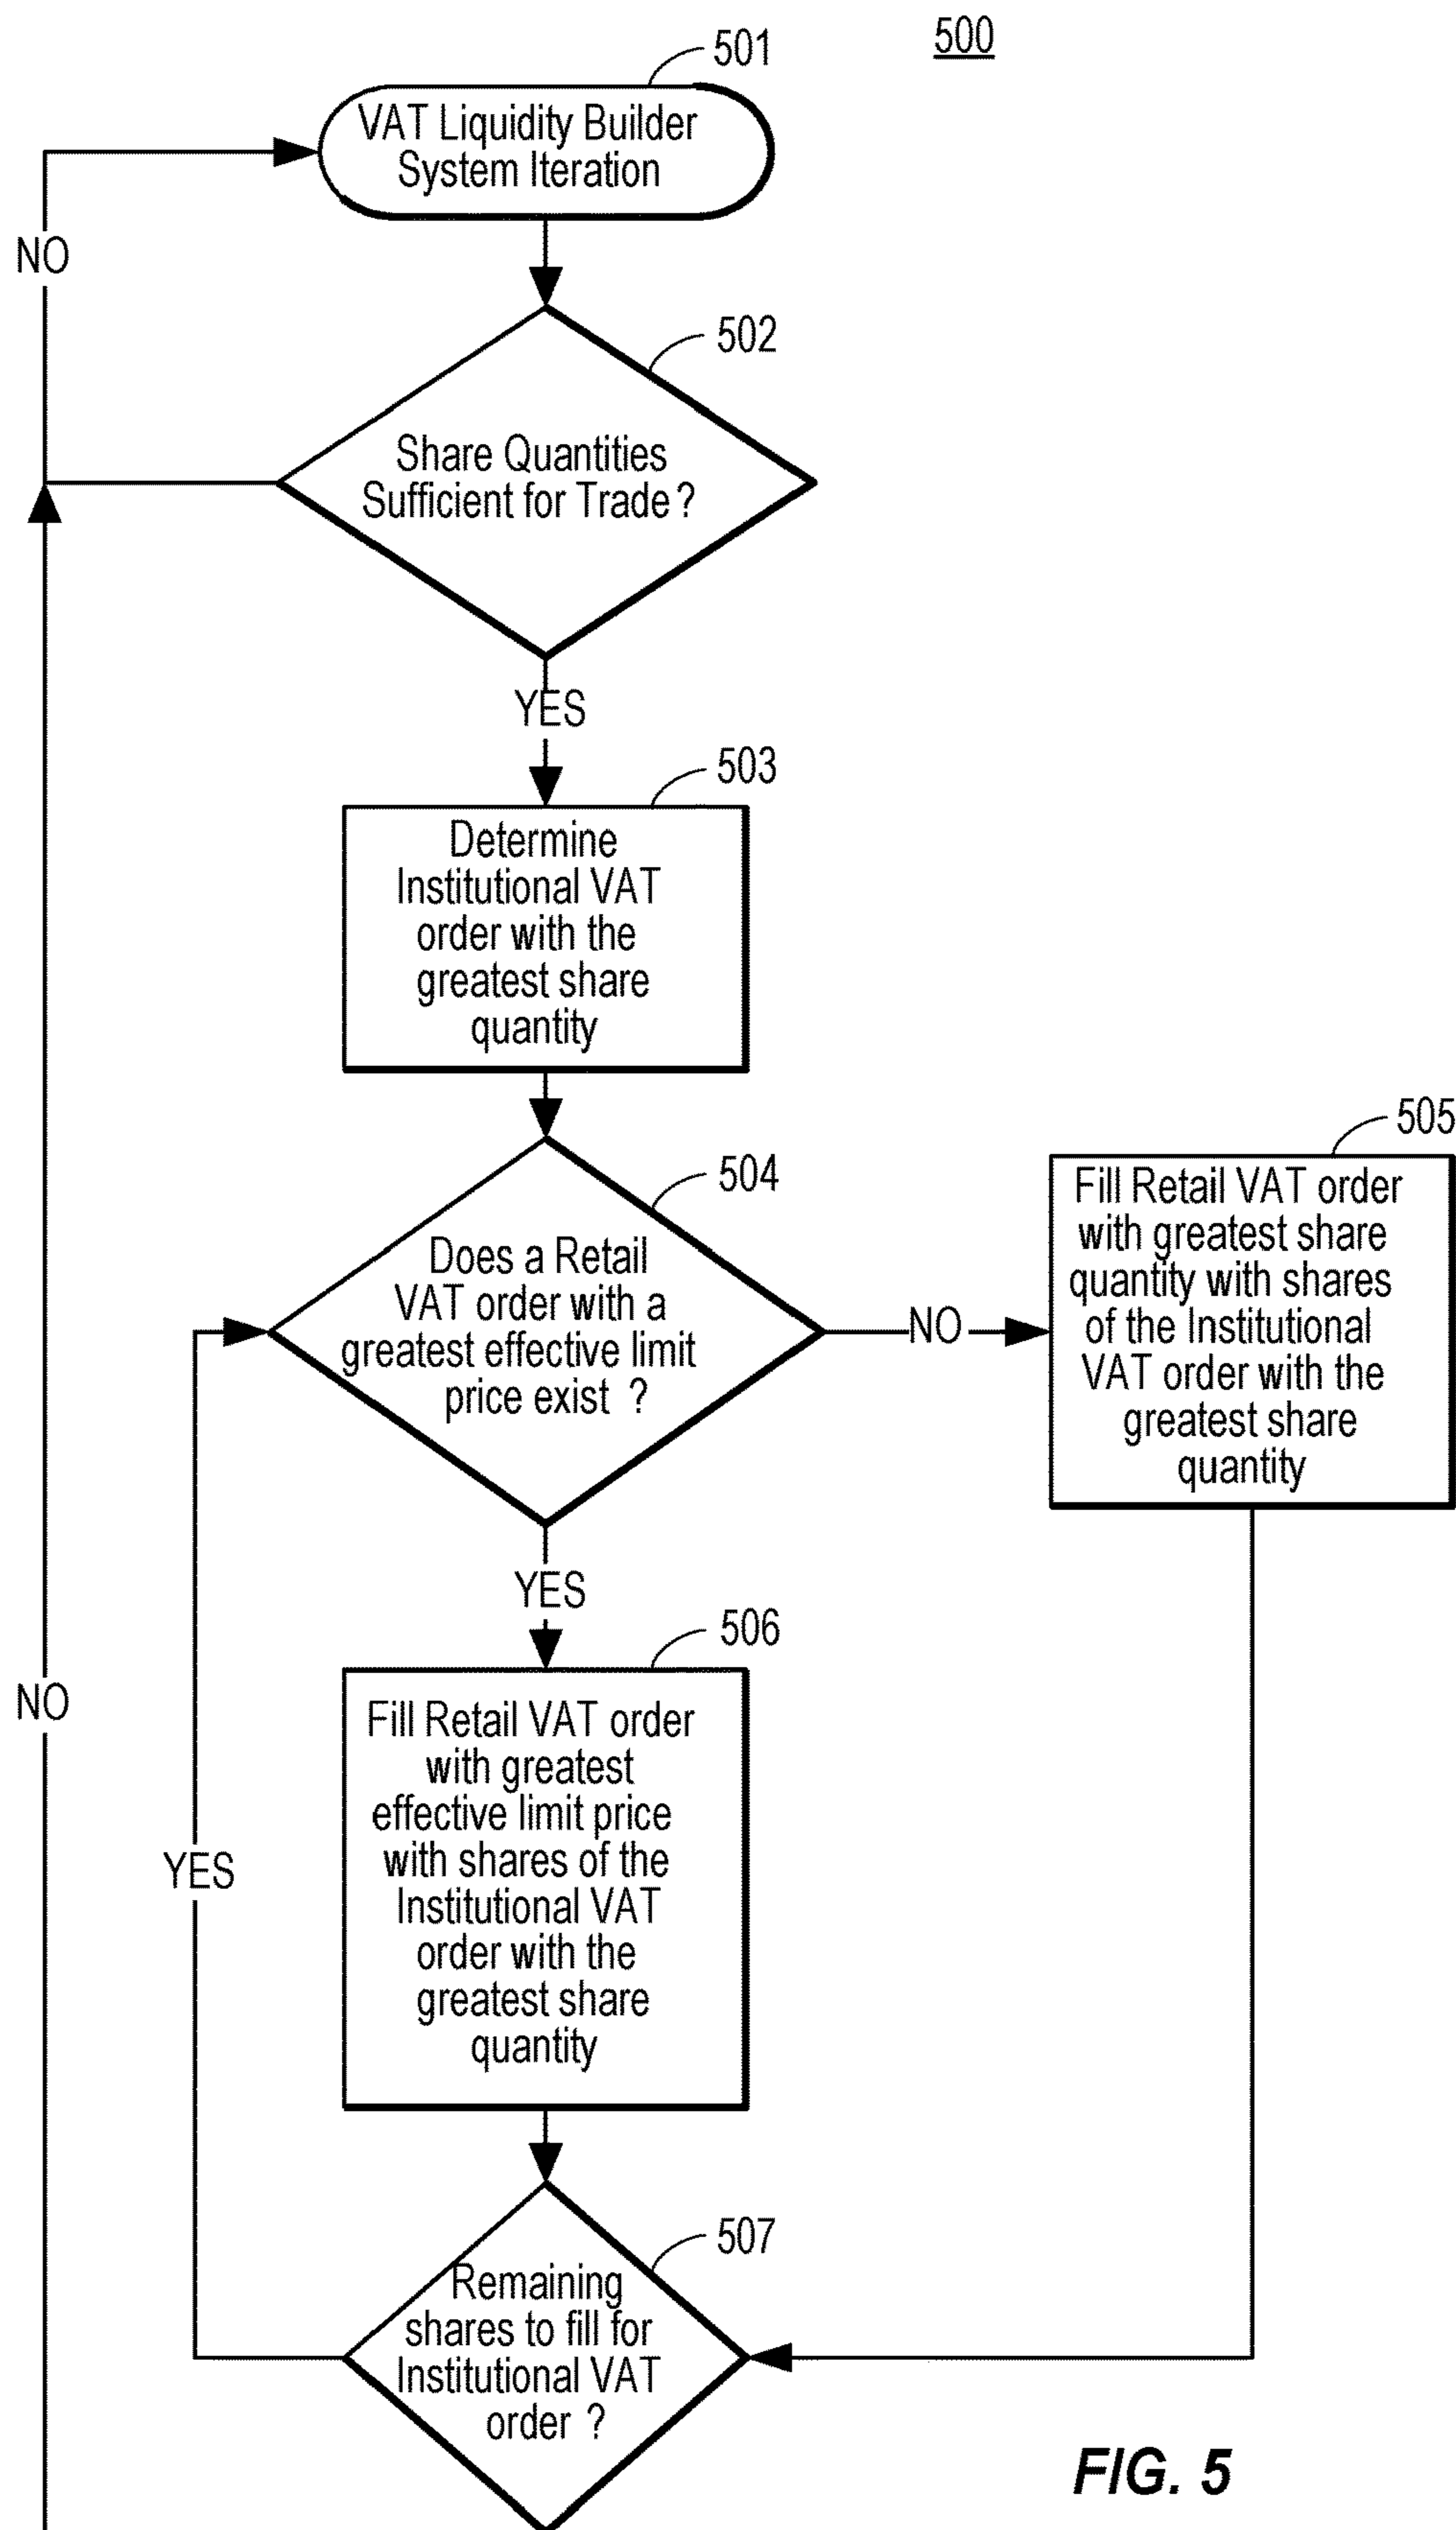 500
501
VAT Liquidity Builder
System Iteration
NO
502
Share Quantities
Sufficient for Trade ?
YES
503
Determine
Institutional VAT
order with the
greatest share
quantity
504
Does a Retail
VAT order with a
greatest effective limit
price exist ?
NO
505
Fill Retail VAT order
with greatest share
quantity with shares
of the Institutional
VAT order with the
greatest share
quantity
YES
506
Fill Retail VAT order
with greatest
effective limit price
with shares of the
Institutional VAT
order with the
greatest share
quantity
NO
YES
507
Remaining
shares to fill for
Institutional VAT
order ?
FIG. 5